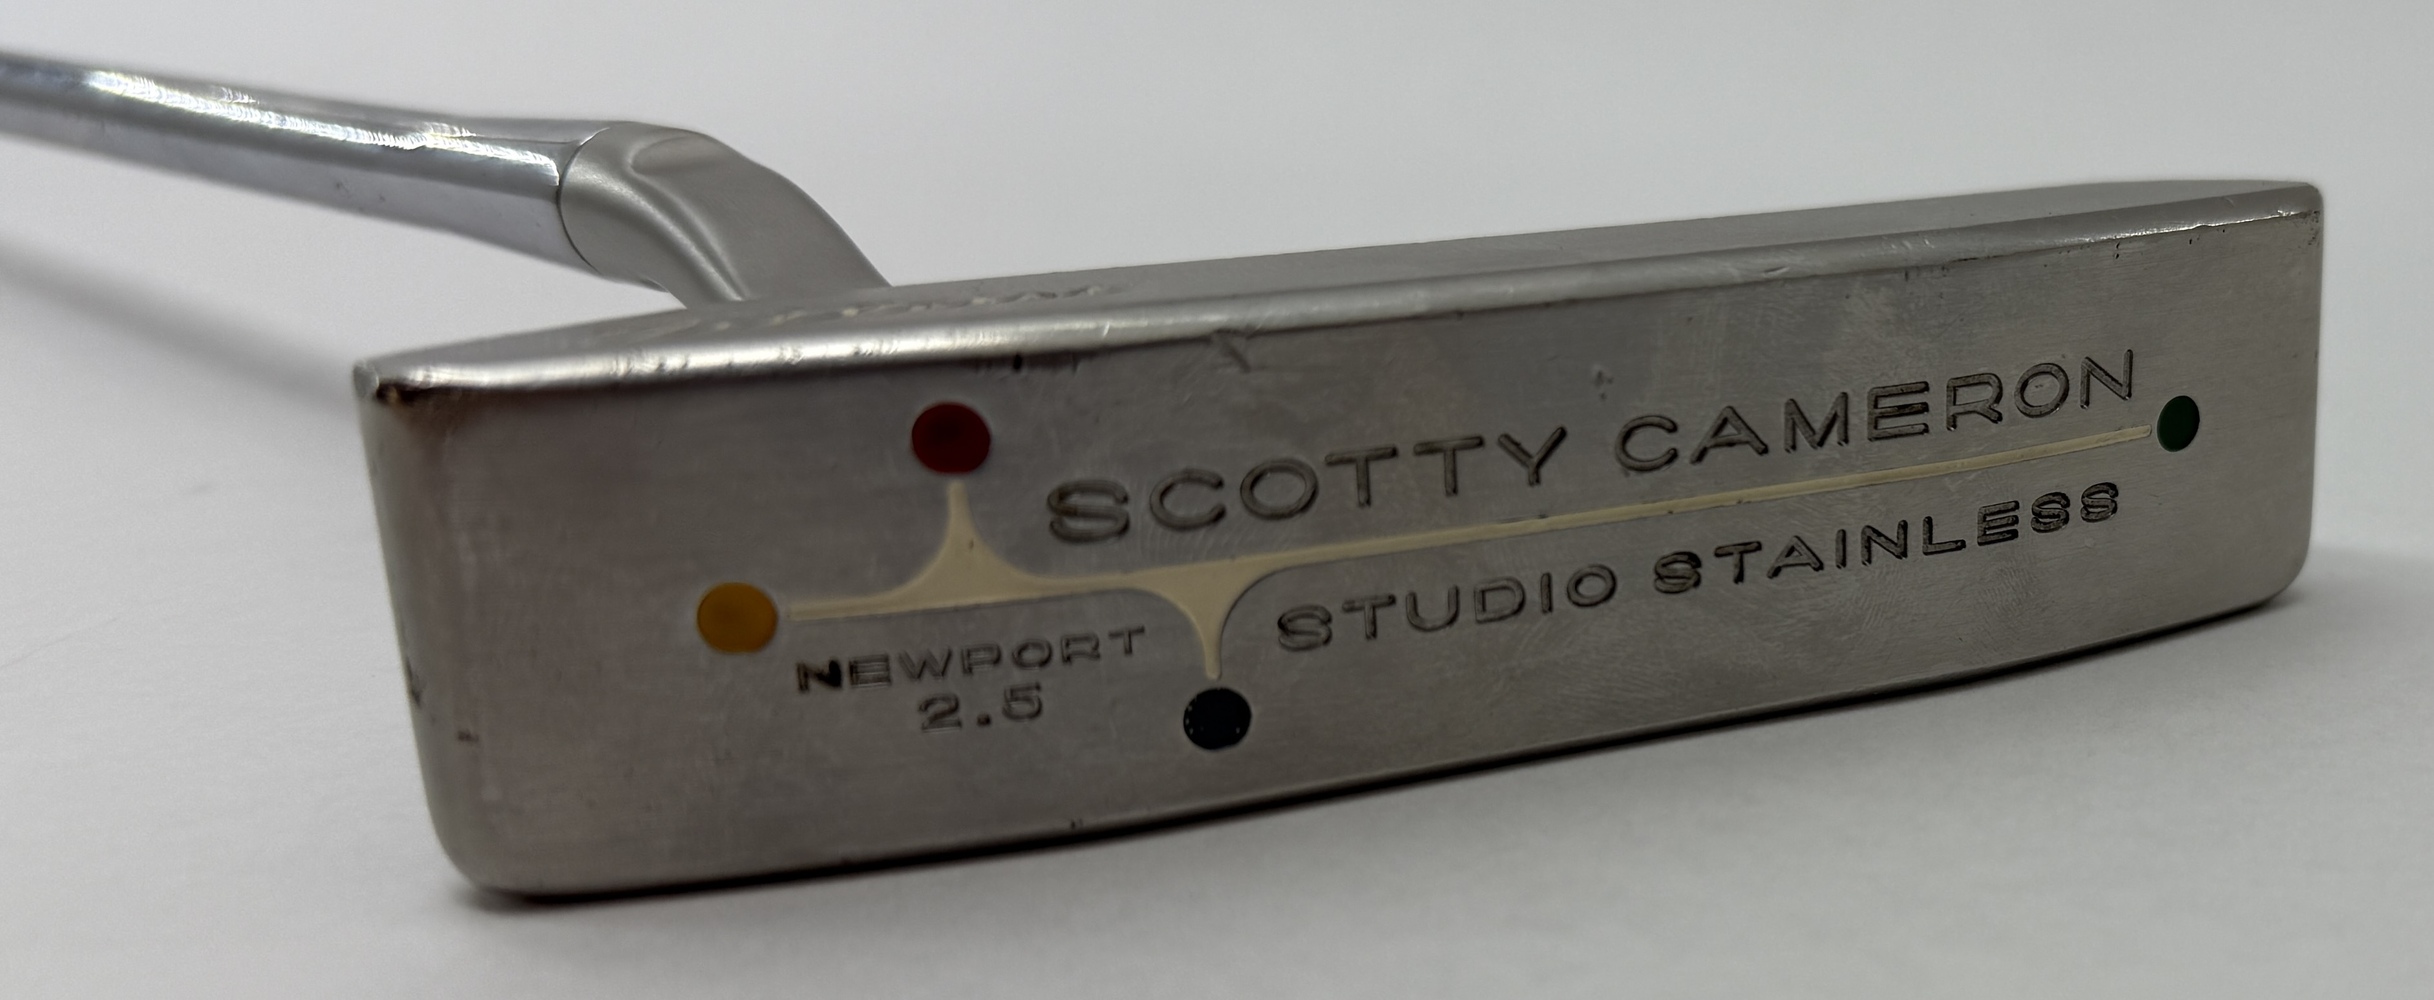 SCOTTY CAMERON
STUDIO STAINLESS
NEWPORT
2.5